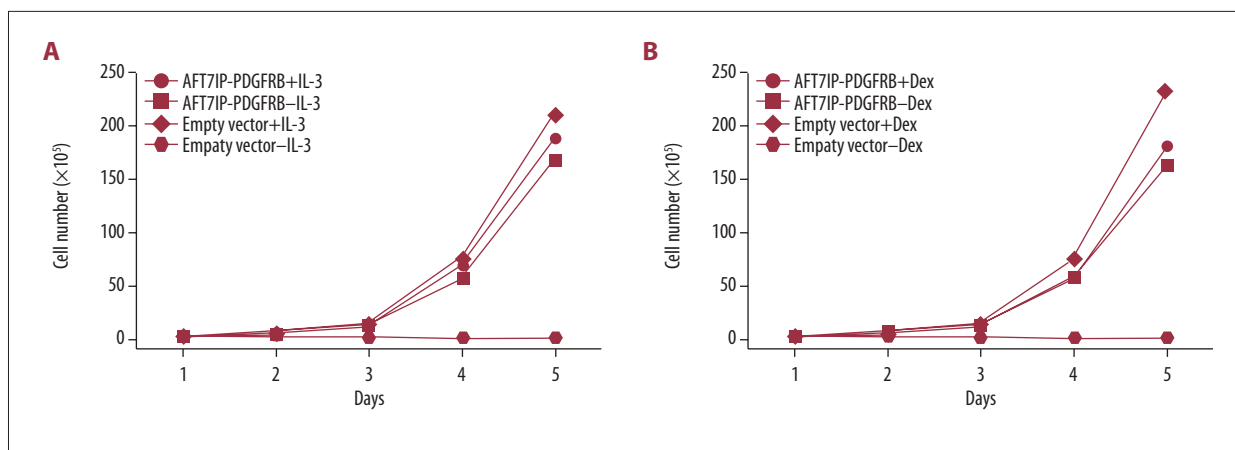 A
AFT7IP-PDGFRB+IL-3
AFT7IP-PDGFRB–IL-3
Empty vector+IL-3
Empaty vector–IL-3
250
200
150
100
50
0
Cell number (×10⁵)
1 2 3 4 5
Days
B
AFT7IP-PDGFRB+Dex
AFT7IP-PDGFRB–Dex
Empty vector+Dex
Empaty vector–Dex
250
200
150
100
50
0
Cell number (×10⁵)
1 2 3 4 5
Days